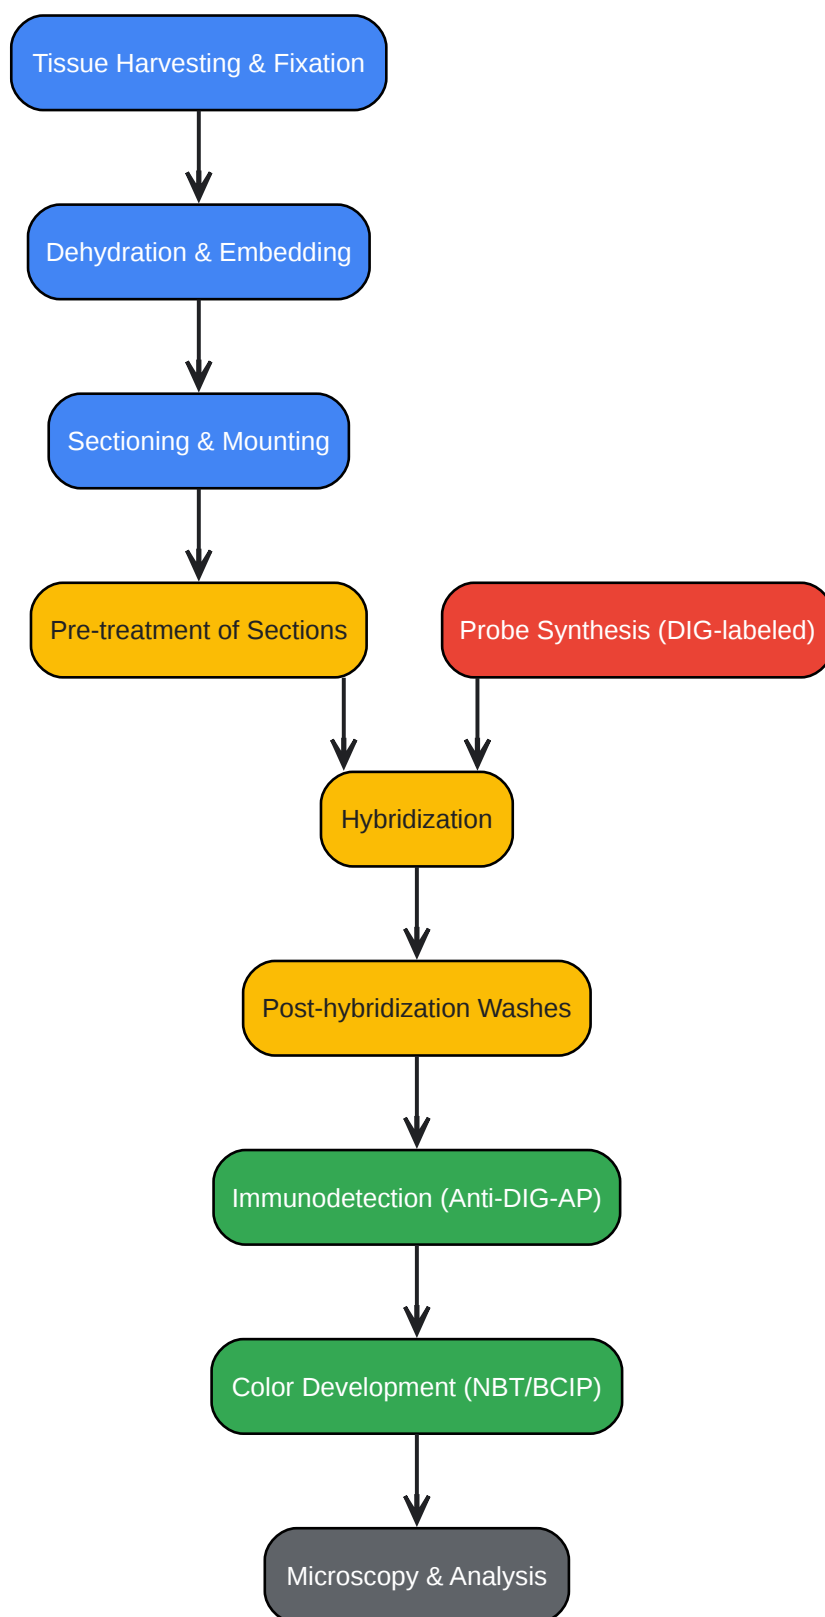 Tissue Harvesting & Fixation
Dehydration & Embedding
Sectioning & Mounting
Pre-treatment of Sections
Probe Synthesis (DIG-labeled)
Hybridization
Post-hybridization Washes
Immunodetection (Anti-DIG-AP)
Color Development (NBT/BCIP)
Microscopy & Analysis